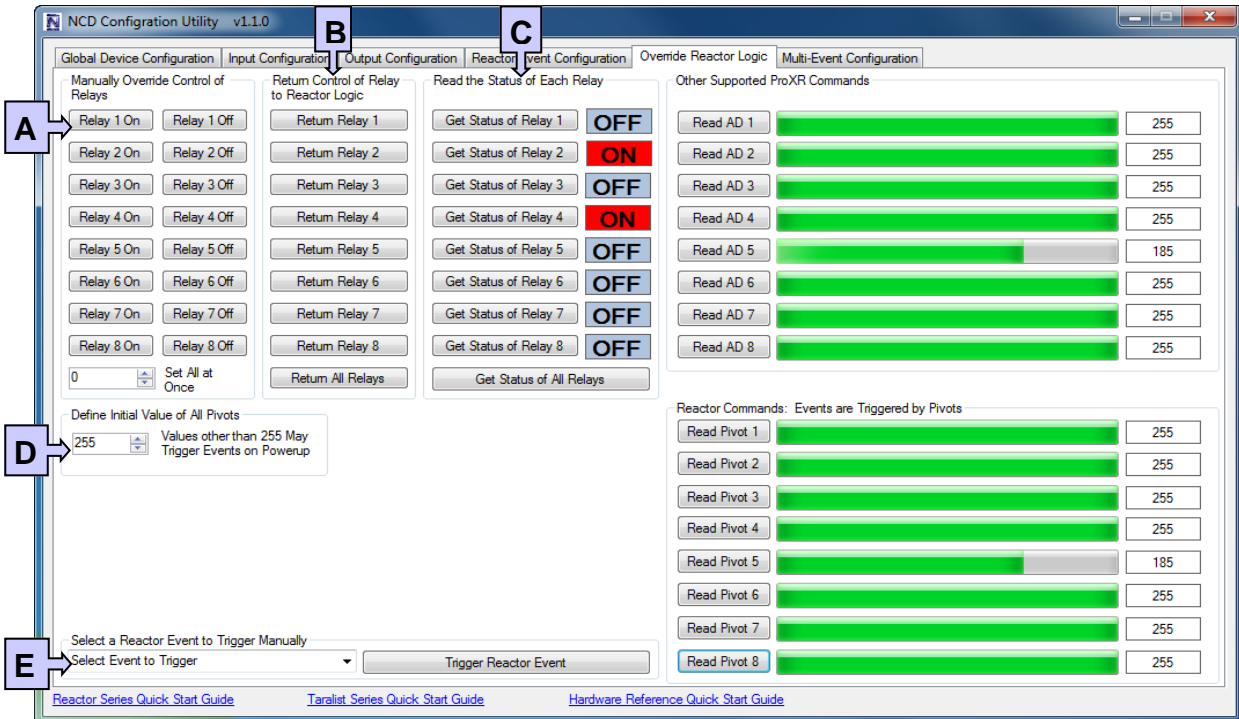 NCD Configration Utility v1.1.0
B
C
Global Device Configuration
Input Configuration
Output Configuration
Reactor Event Configuration
Override Reactor Logic
Multi-Event Configuration
Manually Override Control of
Relays
A
Relay 1 On Relay 1 Off
Relay 2 On Relay 2 Off
Relay 3 On Relay 3 Off
Relay 4 On Relay 4 Off
Relay 5 On Relay 5 Off
Relay 6 On Relay 6 Off
Relay 7 On Relay 7 Off
Relay 8 On Relay 8 Off
0 Set All at
Once
Return Control of Relay
to Reactor Logic
Return Relay 1
Return Relay 2
Return Relay 3
Return Relay 4
Return Relay 5
Return Relay 6
Return Relay 7
Return Relay 8
Return All Relays
Read the Status of Each Relay
Get Status of Relay 1 OFF
Get Status of Relay 2 ON
Get Status of Relay 3 OFF
Get Status of Relay 4 ON
Get Status of Relay 5 OFF
Get Status of Relay 6 OFF
Get Status of Relay 7 OFF
Get Status of Relay 8 OFF
Get Status of All Relays
Other Supported ProXR Commands
Read AD 1 255
Read AD 2 255
Read AD 3 255
Read AD 4 255
Read AD 5 185
Read AD 6 255
Read AD 7 255
Read AD 8 255
Define Initial Value of All Pivots
D
255 Values other than 255 May
Trigger Events on Powerup
Reactor Commands: Events are Triggered by Pivots
Read Pivot 1 255
Read Pivot 2 255
Read Pivot 3 255
Read Pivot 4 255
Read Pivot 5 185
Read Pivot 6 255
Read Pivot 7 255
Read Pivot 8 255
Select a Reactor Event to Trigger Manually
E
Select Event to Trigger
Trigger Reactor Event
Reactor Series Quick Start Guide
Taralist Series Quick Start Guide
Hardware Reference Quick Start Guide